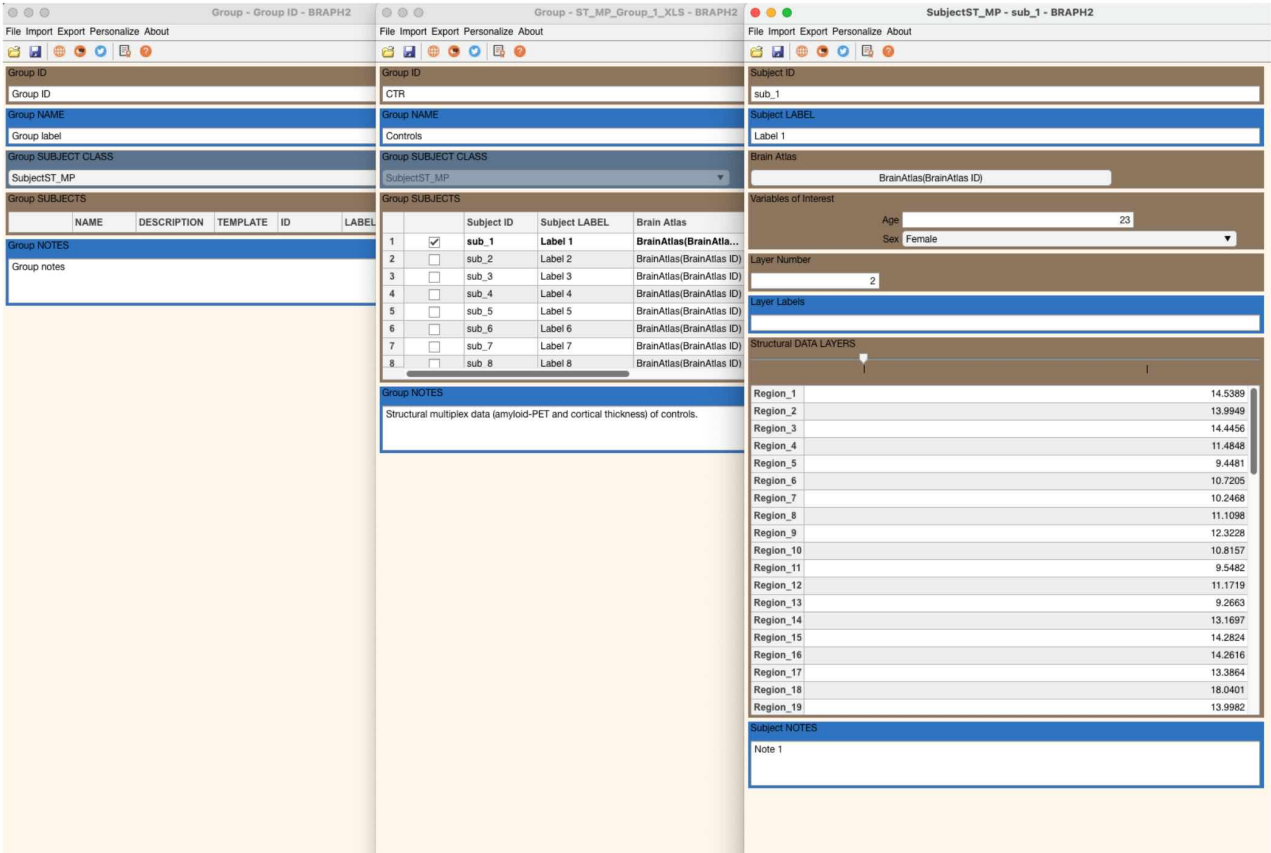 Group - Group ID - BRAPH2
File Import Export Personalize About
Group ID
Group ID
Group NAME
Group label
Group SUBJECT CLASS
SubjectST_MP
Group SUBJECTS
NAME DESCRIPTION TEMPLATE ID LABEL
Group NOTES
Group notes
Group - ST_MP_Group_1_XLS - BRAPH2
File Import Export Personalize About
Group ID
CTR
Group NAME
Controls
Group SUBJECT CLASS
SubjectST_MP
Group SUBJECTS
Subject ID Subject LABEL Brain Atlas
1 sub_1 Label 1 BrainAtlas(BrainAtla...
2 sub_2 Label 2 BrainAtlas(BrainAtlas ID)
3 sub_3 Label 3 BrainAtlas(BrainAtlas ID)
4 sub_4 Label 4 BrainAtlas(BrainAtlas ID)
5 sub_5 Label 5 BrainAtlas(BrainAtlas ID)
6 sub_6 Label 6 BrainAtlas(BrainAtlas ID)
7 sub_7 Label 7 BrainAtlas(BrainAtlas ID)
8 sub_8 Label 8 BrainAtlas(BrainAtlas ID)
Group NOTES
Structural multiplex data (amyloid-PET and cortical thickness) of controls.
SubjectST_MP - sub_1 - BRAPH2
File Import Export Personalize About
Subject ID
sub_1
Subject LABEL
Label 1
Brain Atlas
BrainAtlas(BrainAtlas ID)
Variables of Interest
Age 23
Sex Female
Layer Number
2
Layer Labels
Structural DATA LAYERS
Region_1 14.5389
Region_2 13.9949
Region_3 14.4456
Region_4 11.4848
Region_5 9.4481
Region_6 10.7205
Region_7 10.2468
Region_8 11.1098
Region_9 12.3228
Region_10 10.8157
Region_11 9.5482
Region_12 11.1719
Region_13 9.2663
Region_14 13.1697
Region_15 14.2824
Region_16 14.2616
Region_17 13.3864
Region_18 18.0401
Region_19 13.9982
Subject NOTES
Note 1